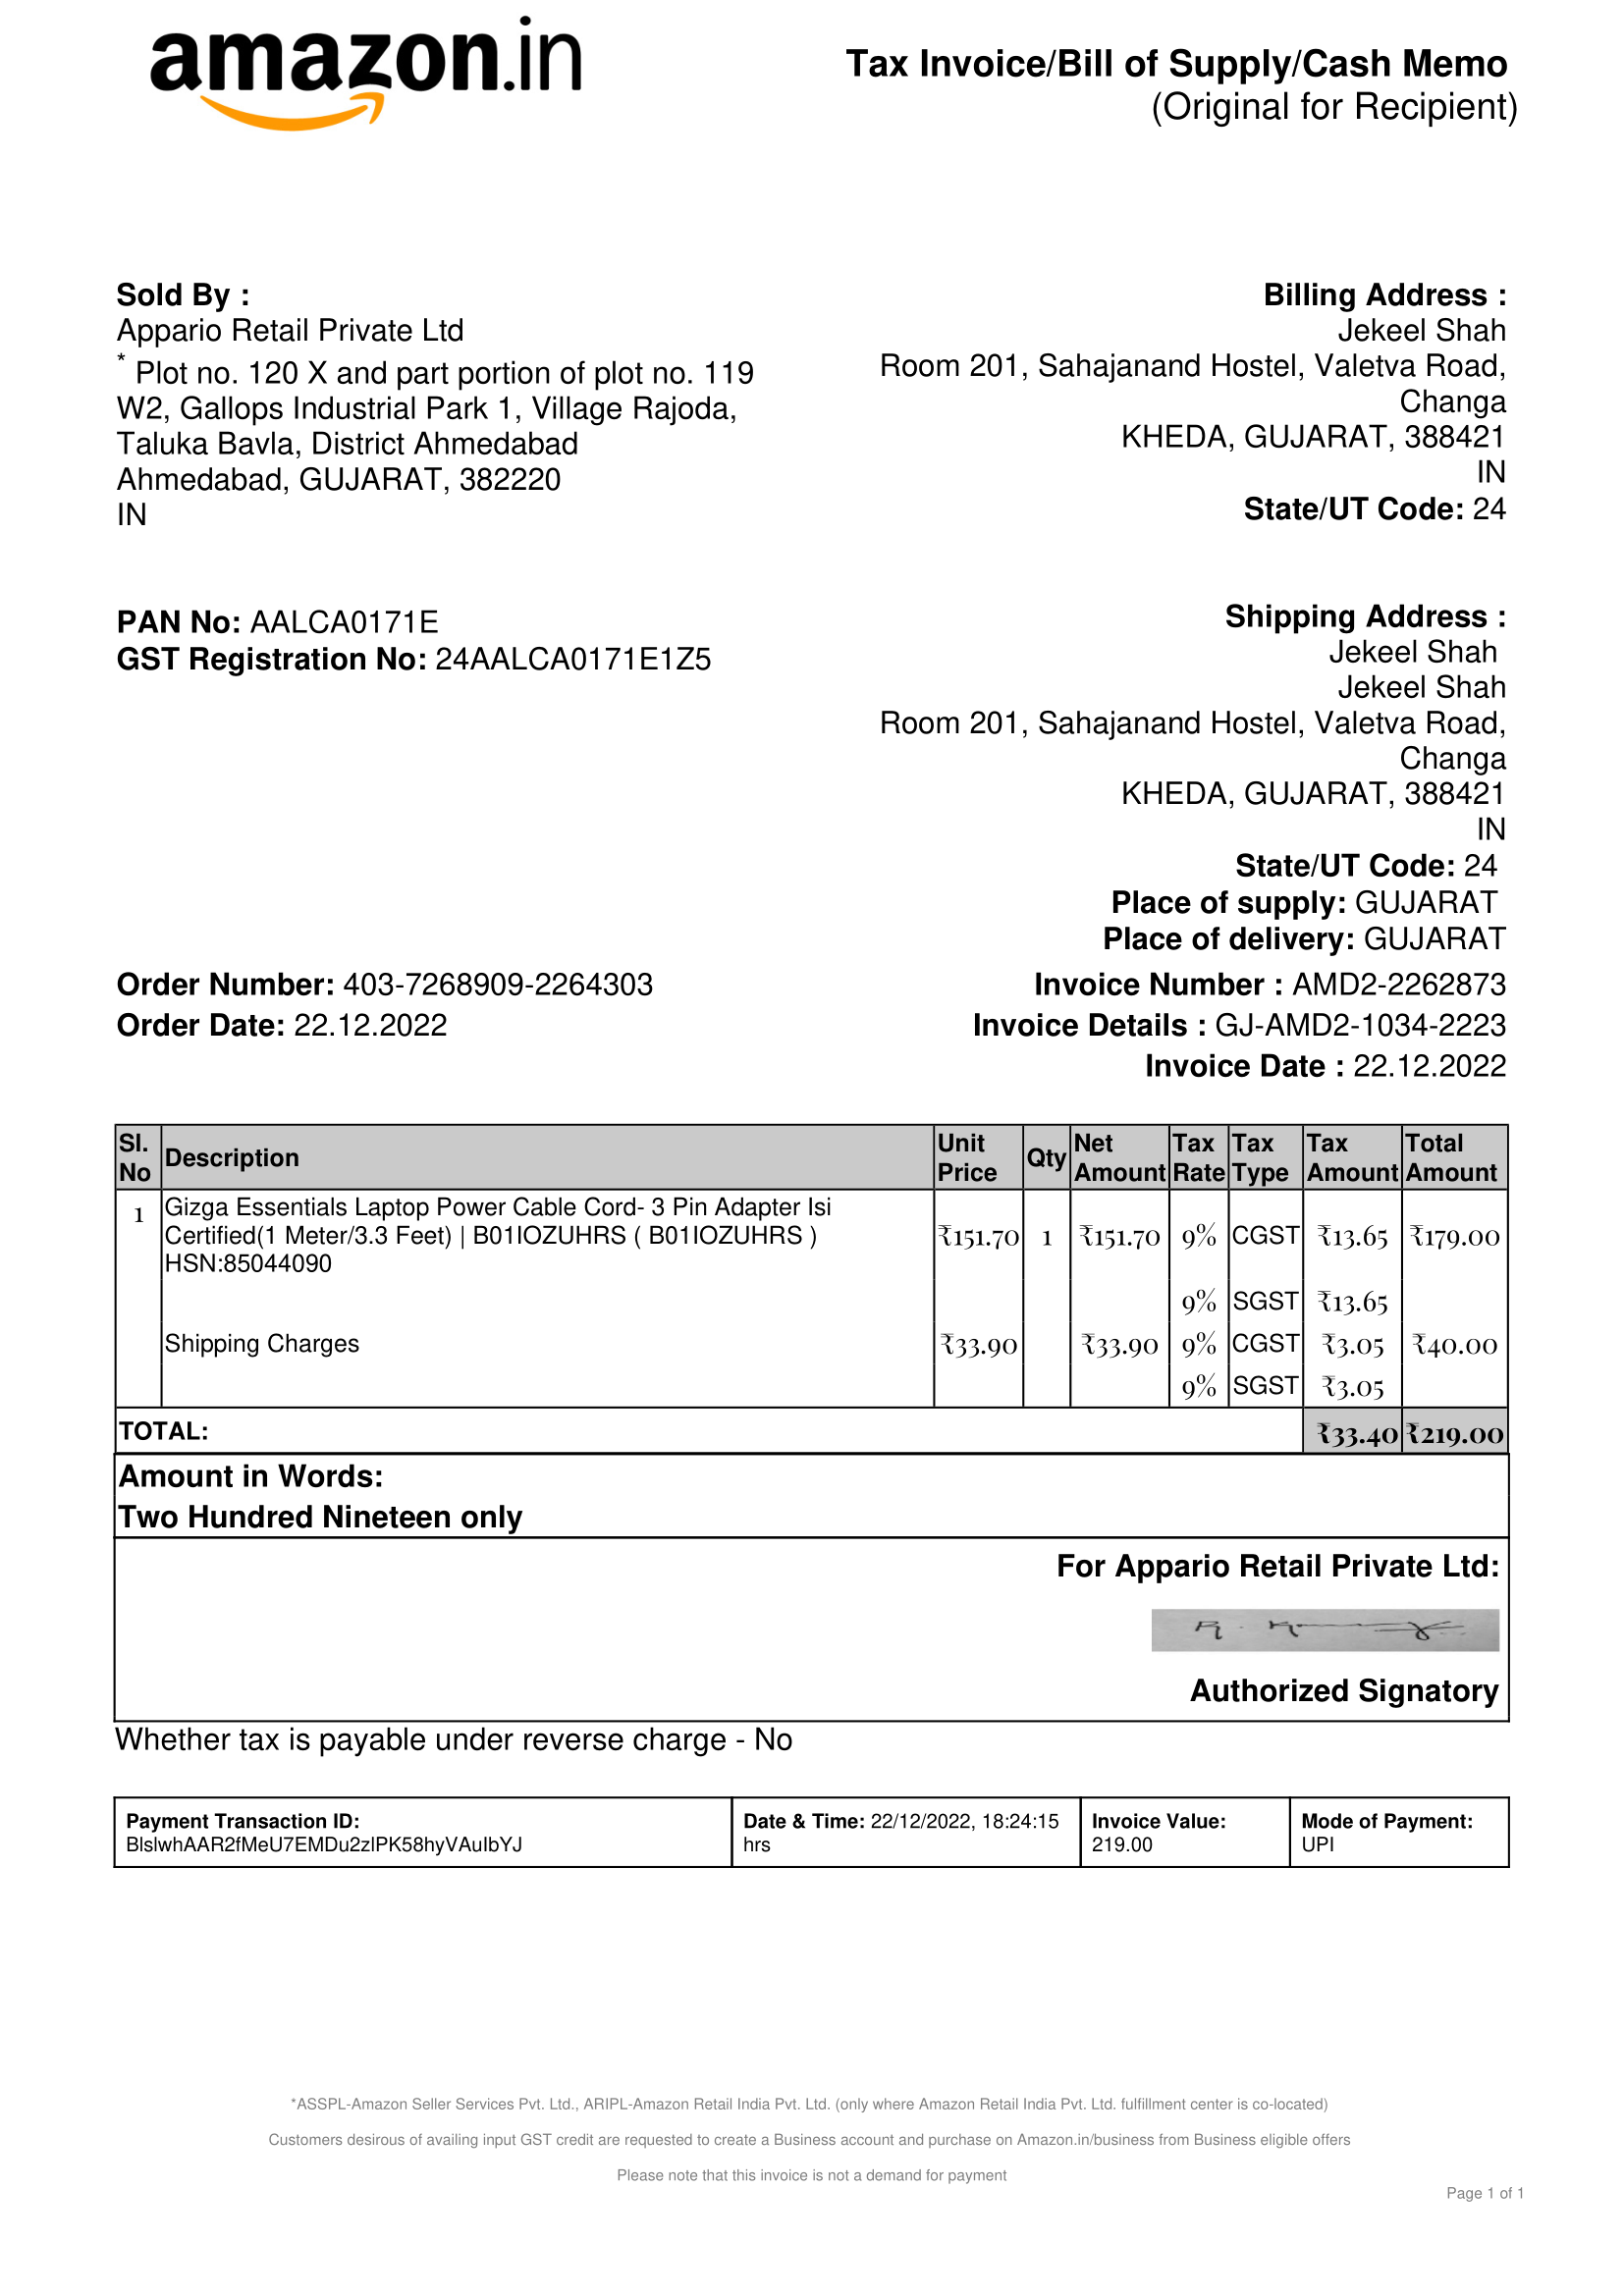 amazon.in
Tax Invoice/Bill of Supply/Cash Memo
(Original for Recipient)
Sold By :
Appario Retail Private Ltd
* Plot no. 120 X and part portion of plot no. 119
W2, Gallops Industrial Park 1, Village Rajoda,
Taluka Bavla, District Ahmedabad
Ahmedabad, GUJARAT, 382220
IN
Billing Address :
Jekeel Shah
Room 201, Sahajanand Hostel, Valetva Road,
Changa
KHEDA, GUJARAT, 388421
IN
State/UT Code: 24
PAN No: AALCA0171E
GST Registration No: 24AALCA0171E1Z5
Shipping Address :
Jekeel Shah
Jekeel Shah
Room 201, Sahajanand Hostel, Valetva Road,
Changa
KHEDA, GUJARAT, 388421
IN
State/UT Code: 24
Place of supply: GUJARAT
Place of delivery: GUJARAT
Order Number: 403-7268909-2264303
Order Date: 22.12.2022
Invoice Number : AMD2-2262873
Invoice Details : GJ-AMD2-1034-2223
Invoice Date : 22.12.2022
Sl. No Description Unit Price Qty Net Amount Tax Rate Tax Type Tax Amount Total Amount
1 Gizga Essentials Laptop Power Cable Cord- 3 Pin Adapter Isi
Certified(1 Meter/3.3 Feet) | B01IOZUHRS ( B01IOZUHRS ) ₹151.70 1 ₹151.70 9% CGST ₹13.65 ₹179.00
HSN:85044090
9% SGST ₹13.65
Shipping Charges ₹33.90 ₹33.90 9% CGST ₹3.05 ₹40.00
9% SGST ₹3.05
TOTAL: ₹33.40 ₹219.00
Amount in Words:
Two Hundred Nineteen only
For Appario Retail Private Ltd:
Authorized Signatory
Whether tax is payable under reverse charge - No
Payment Transaction ID:
BlslwhAAR2fMeU7EMDu2zlPK58hyVAuIbYJ
Date & Time: 22/12/2022, 18:24:15
hrs
Invoice Value:
219.00
Mode of Payment:
UPI
*ASSPL-Amazon Seller Services Pvt. Ltd., ARIPL-Amazon Retail India Pvt. Ltd. (only where Amazon Retail India Pvt. Ltd. fulfillment center is co-located)
Customers desirous of availing input GST credit are requested to create a Business account and purchase on Amazon.in/business from Business eligible offers
Please note that this invoice is not a demand for payment
Page 1 of 1